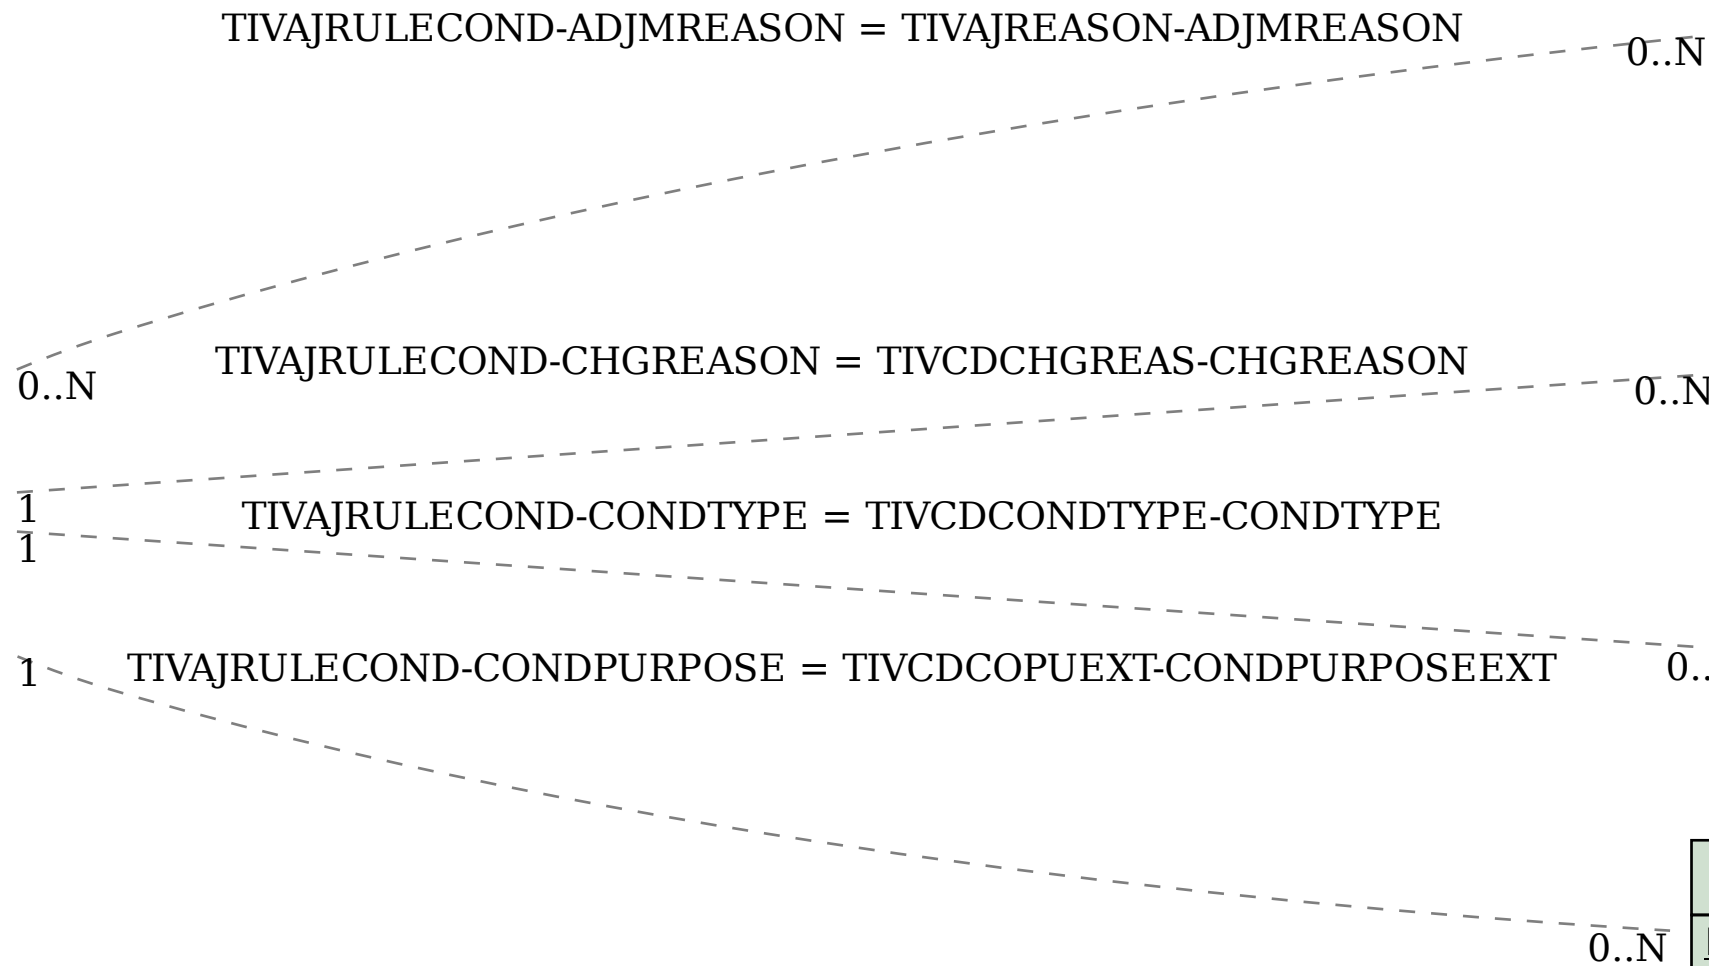 TIVAJRULECOND-ADJMREASON = TIVAJREASON-ADJMREASON
0..N
TIVAJRULECOND-CHGREASON = TIVCDCHGREAS-CHGREASON
0..N
0..N
1
TIVAJRULECOND-CONDTYPE = TIVCDCONDTYPE-CONDTYPE
1
1
TIVAJRULECOND-CONDPURPOSE = TIVCDCOPUEXT-CONDPURPOSEEXT
0..
0..N